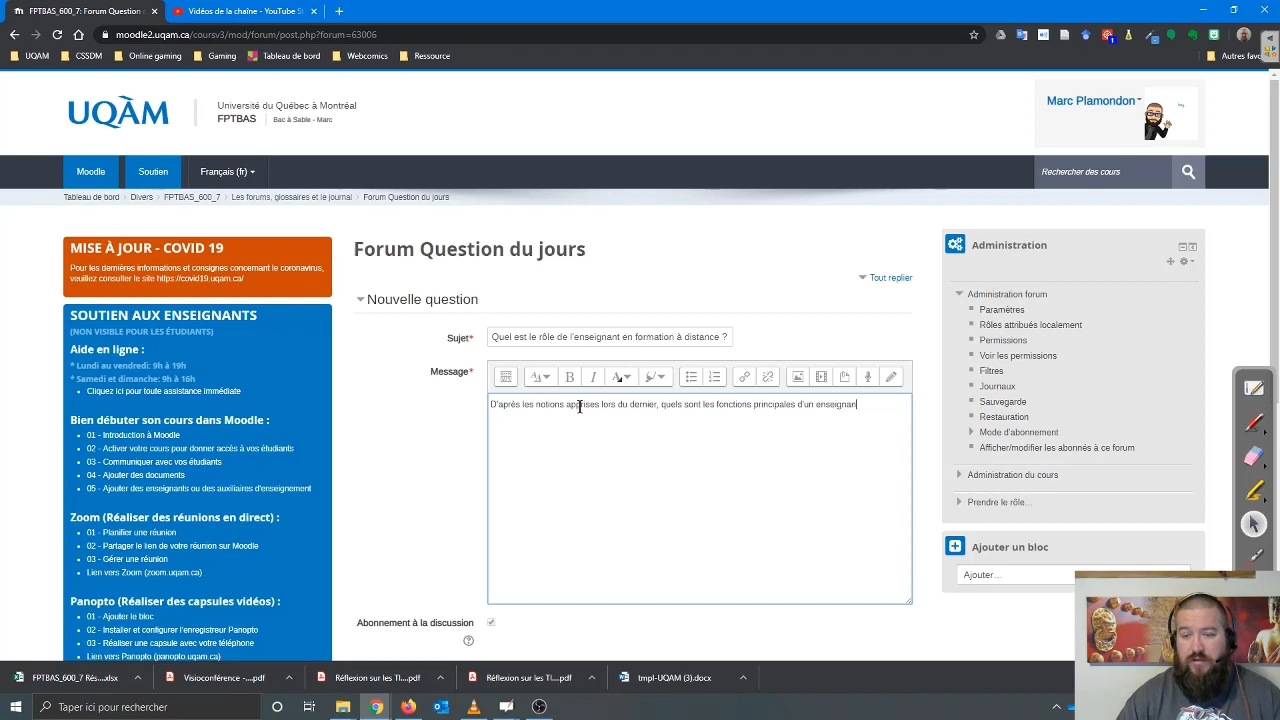 FPTBAS_600_7: Forum Question d
Vidéos de la chaîne - YouTube St
moodle2.uqam.ca/coursv3/mod/forum/post.php?forum=63006
UQAM
CSSDM
Online gaming
Gaming
Tableau de bord
Webcomics
Ressource
Autres favo
UQÀM
Université du Québec à Montréal
FPTBAS
Bac à Sable - Marc
Marc Plamondon
Moodle
Soutien
Français (fr)
Rechercher des cours
Tableau de bord
Divers
FPTBAS_600_7
Les forums, glossaires et le journal
Forum Question du jours
MISE À JOUR - COVID 19
Pour les dernières informations et consignes concernant le coronavirus,
veuillez consulter le site https://covid19.uqam.ca/
SOUTIEN AUX ENSEIGNANTS
(NON VISIBLE POUR LES ÉTUDIANTS)
Aide en ligne :
* Lundi au vendredi: 9h à 19h
* Samedi et dimanche: 9h à 16h
Cliquez ici pour toute assistance immédiate
Bien débuter son cours dans Moodle :
01 - Introduction à Moodle
02 - Activer votre cours pour donner accès à vos étudiants
03 - Communiquer avec vos étudiants
04 - Ajouter des documents
05 - Ajouter des enseignants ou des auxiliaires d'enseignement
Zoom (Réaliser des réunions en direct) :
01 - Planifier une réunion
02 - Partager le lien de votre réunion sur Moodle
03 - Gérer une réunion
Lien vers Zoom (zoom.uqam.ca)
Panopto (Réaliser des capsules vidéos) :
01 - Ajouter le bloc
02 - Installer et configurer l'enregistreur Panopto
03 - Réaliser une capsule avec votre téléphone
Lien vers Panopto (panopto.uqam.ca)
Forum Question du jours
Tout replier
Nouvelle question
Sujet*
Quel est le rôle de l'enseignant en formation à distance ?
Message*
D'après les notions apprises lors du dernier, quels sont les fonctions principales d'un enseignan
Abonnement à la discussion
Administration
Administration forum
Paramètres
Rôles attribués localement
Permissions
Voir les permissions
Filtres
Journaux
Sauvegarde
Restauration
Mode d'abonnement
Afficher/modifier les abonnés à ce forum
Administration du cours
Prendre le rôle...
Ajouter un bloc
Ajouter...
FPTBAS_600_7 Rés....xlsx
Visioconférence -....pdf
Réflexion sur les TI....pdf
Réflexion sur les TI....pdf
tmpl-UQAM (3).docx
Taper ici pour rechercher